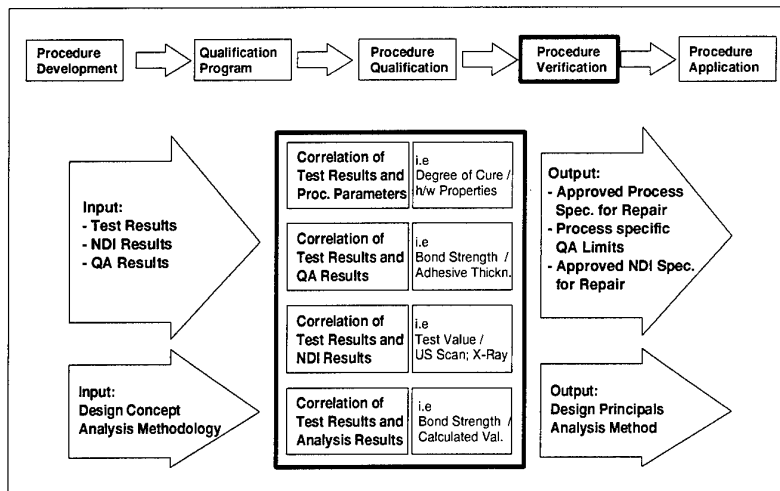 Procedure
Development
Qualification
Program
Procedure
Qualification
Procedure
Verification
Procedure
Application
Input:
- Test Results
- NDI Results
- QA Results
Input:
Design Concept
Analysis Methodology
Correlation of
Test Results and
Proc. Parameters
i.e
Degree of Cure /
h/w Properties
Correlation of
Test Results and
QA Results
i.e
Bond Strength /
Adhesive Thickn.
Correlation of
Test Results and
NDI Results
i.e
Test Value /
US Scan; X-Ray
Correlation of
Test Results and
Analysis Results
i.e
Bond Strength /
Calculated Val.
Output:
- Approved Process
Spec. for Repair
- Process specific
QA Limits
- Approved NDI Spec.
for Repair
Output:
Design Principals
Analysis Method